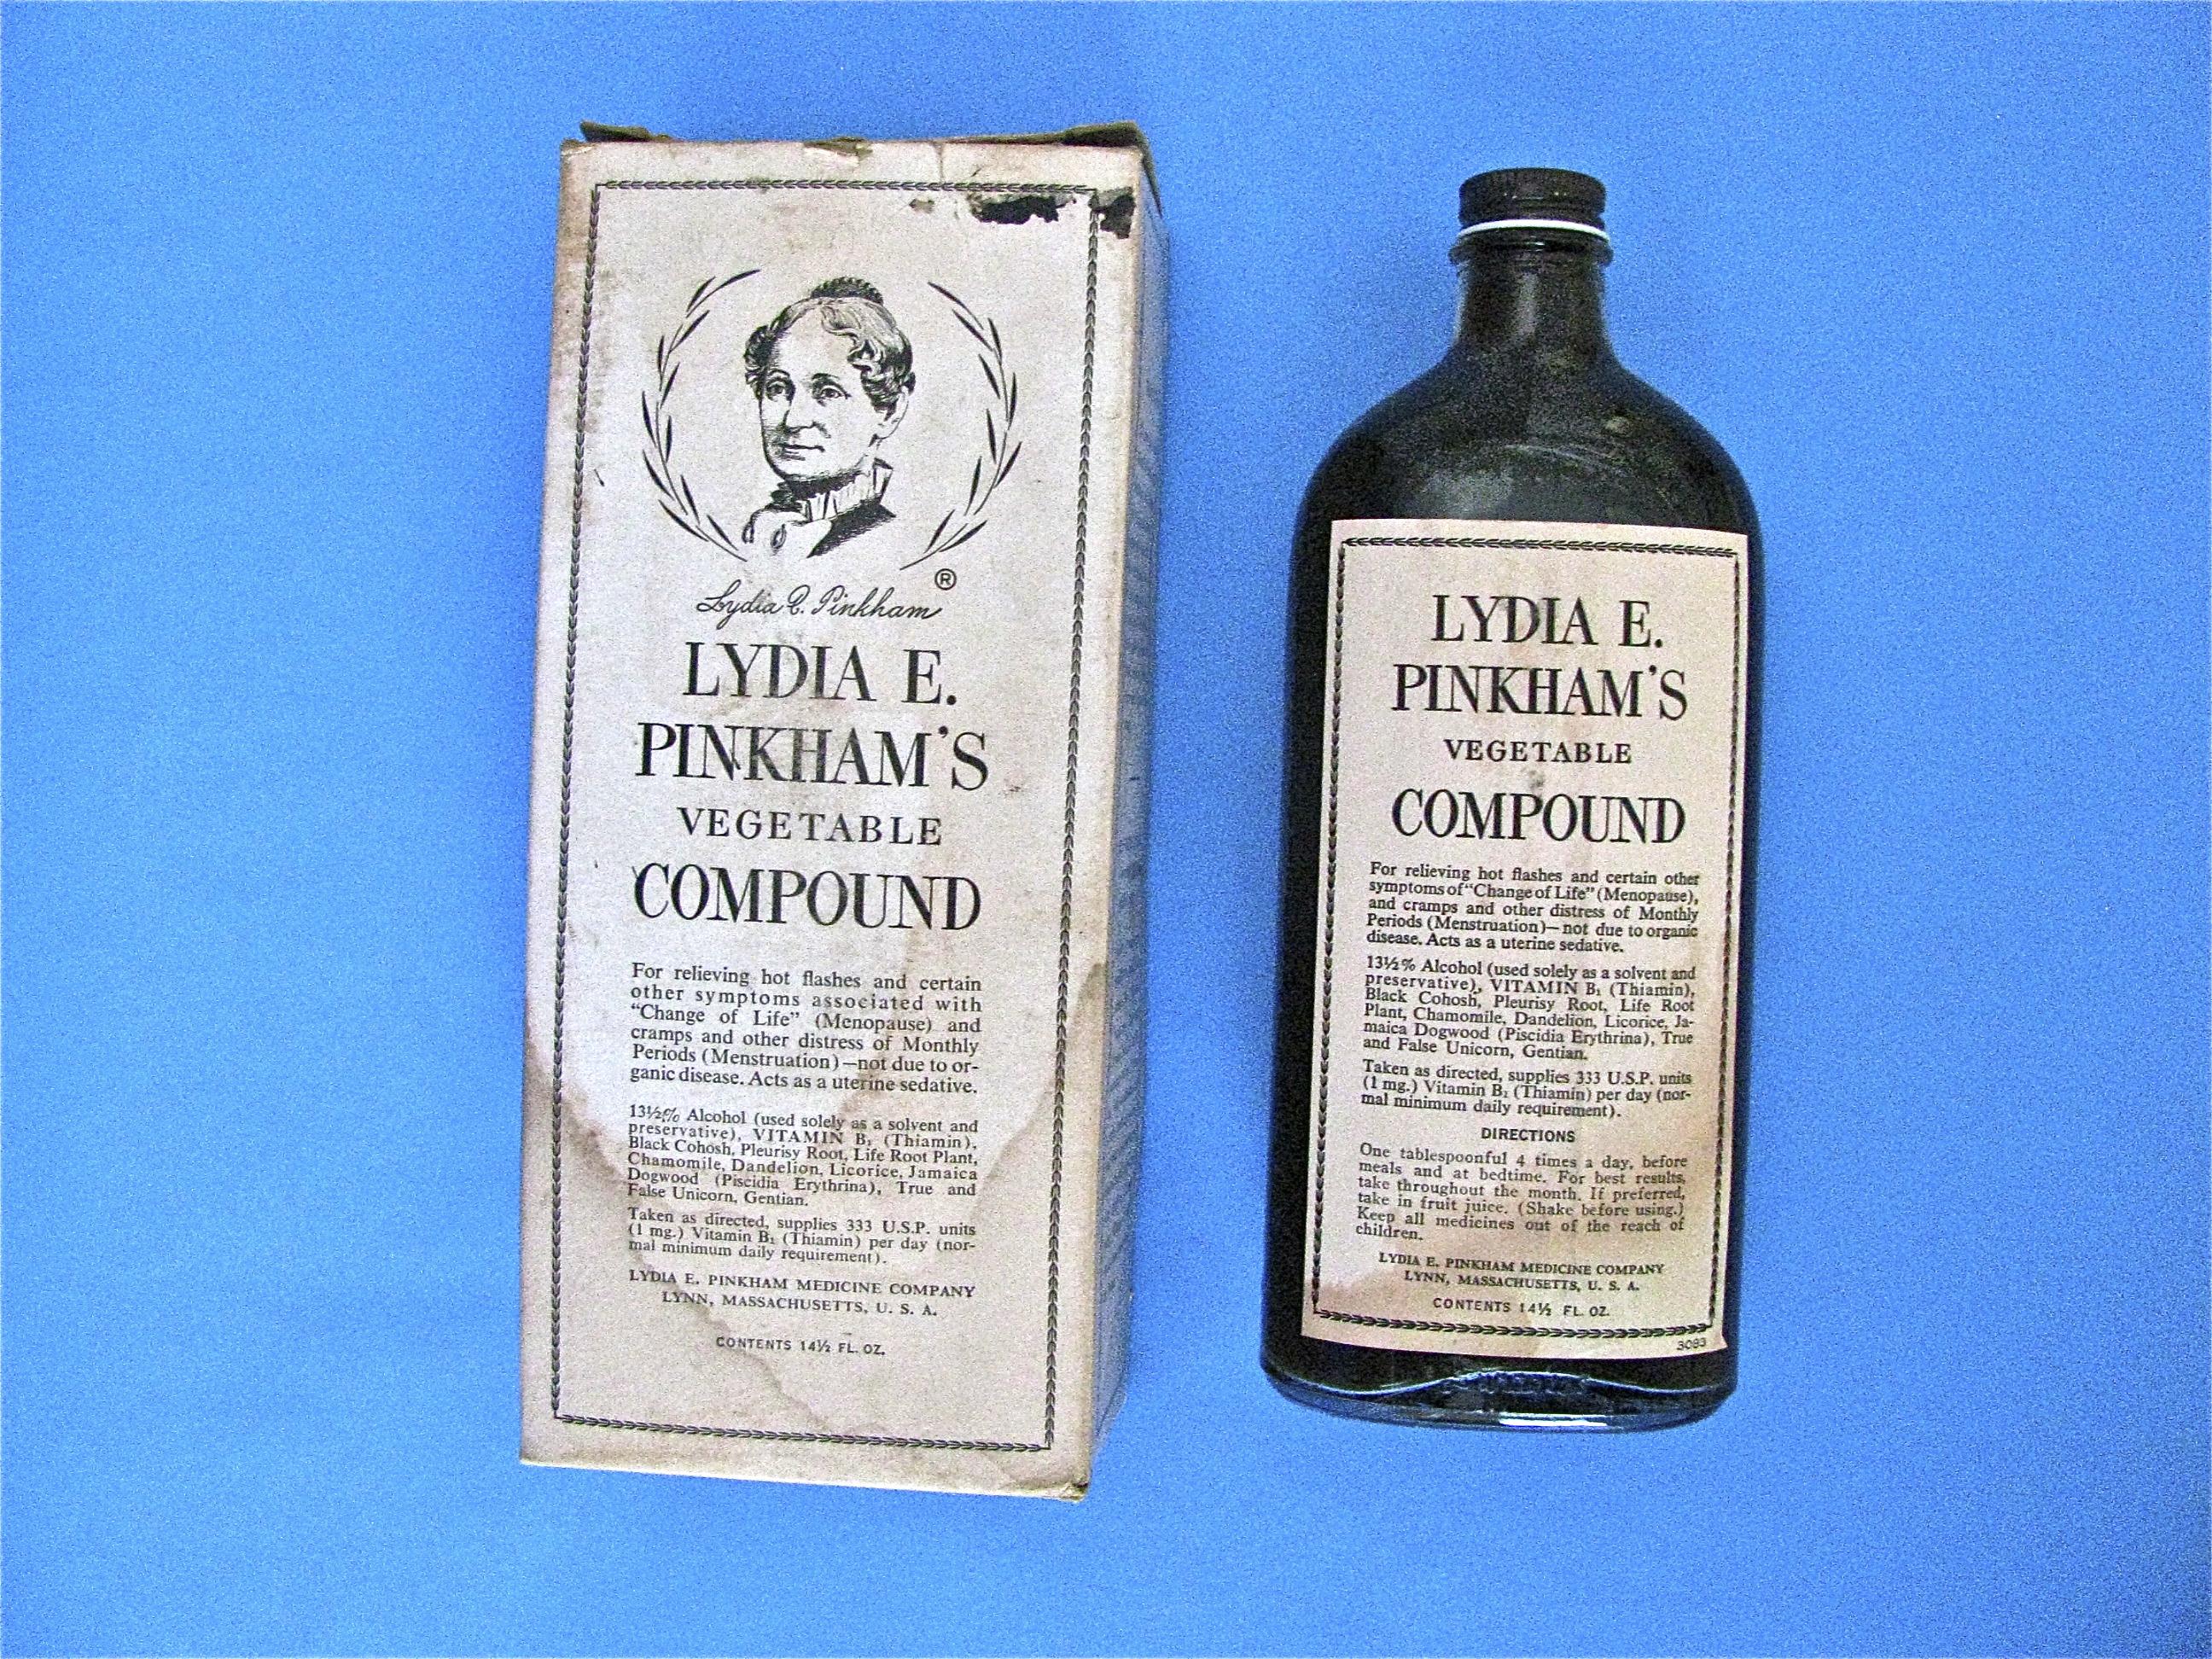 ®
Lydia E. Pinkham
LYDIA E.
PINKHAM'S
VEGETABLE
COMPOUND
For relieving hot flashes and certain
other symptoms associated with
“Change of Life” (Menopause) and
cramps and other distress of Monthly
Periods (Menstruation)—not due to or-
ganic disease. Acts as a uterine sedative.
13½% Alcohol (used solely as a solvent and
preservative), VITAMIN B₁ (Thiamin),
Black Cohosh, Pleurisy Root, Life Root Plant,
Chamomile, Dandelion, Licorice, Jamaica
Dogwood (Piscidia Erythrina), True and
False Unicorn, Gentian.
Taken as directed, supplies 333 U.S.P. units
(1 mg.) Vitamin B₁ (Thiamin) per day (nor-
mal minimum daily requirement).
LYDIA E. PINKHAM MEDICINE COMPANY
LYNN, MASSACHUSETTS, U. S. A.
CONTENTS 14½ FL. OZ.
LYDIA E.
PINKHAM'S
VEGETABLE
COMPOUND
For relieving hot flashes and certain other
symptoms of “Change of Life” (Menopause),
and cramps and other distress of Monthly
Periods (Menstruation)—not due to organic
disease. Acts as a uterine sedative.
13½% Alcohol (used solely as a solvent and
preservative), VITAMIN B₁ (Thiamin),
Black Cohosh, Pleurisy Root, Life Root
Plant, Chamomile, Dandelion, Licorice, Ja-
maica Dogwood (Piscidia Erythrina), True
and False Unicorn, Gentian.
Taken as directed, supplies 333 U.S.P. units
(1 mg.) Vitamin B₁ (Thiamin) per day (nor-
mal minimum daily requirement).
DIRECTIONS
One tablespoonful 4 times a day, before
meals and at bedtime. For best results,
take throughout the month. If preferred,
take in fruit juice. (Shake before using.)
Keep all medicines out of the reach of
children.
LYDIA E. PINKHAM MEDICINE COMPANY
LYNN, MASSACHUSETTS, U. S. A.
CONTENTS 14½ FL. OZ.
3083